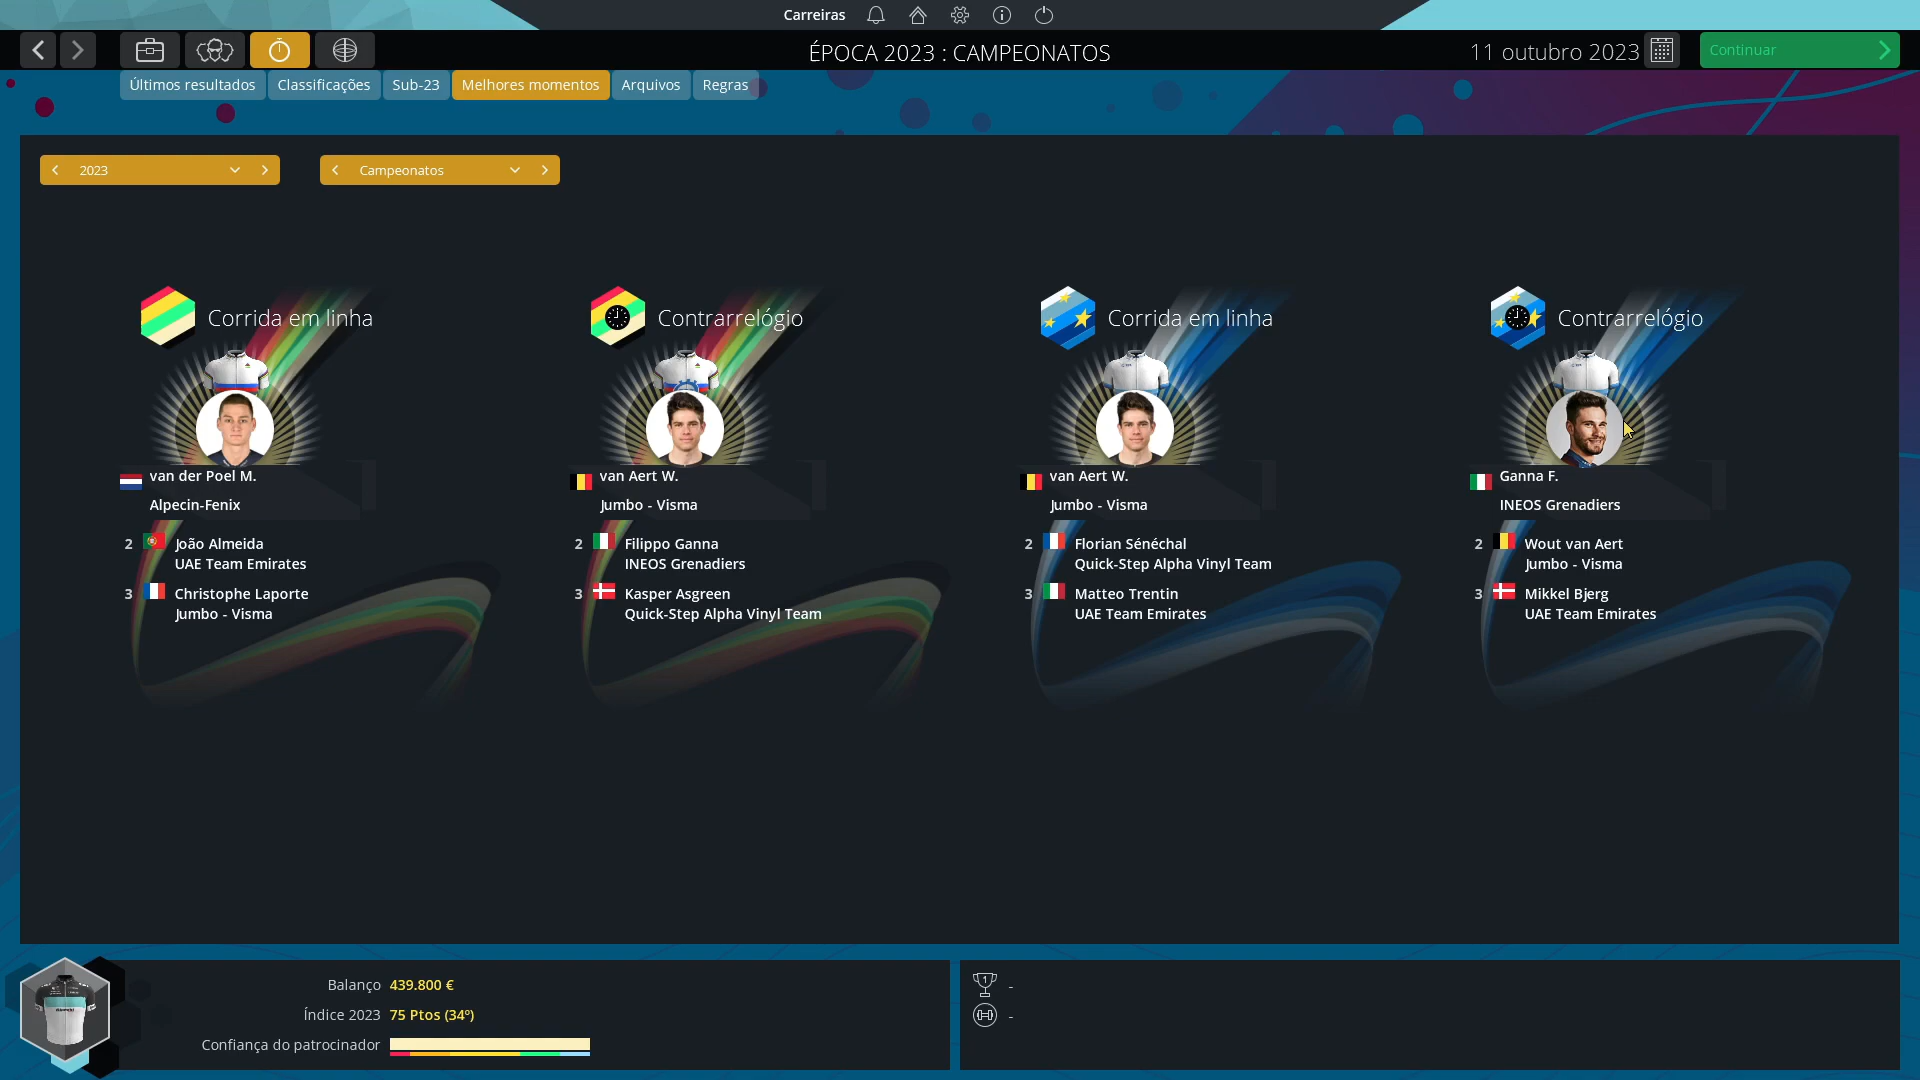 Carreiras
ÉPOCA 2023 : CAMPEONATOS
11 outubro 2023
Continuar
Últimos resultados
Classificações
Sub-23
Melhores momentos
Arquivos
Regras
2023
Campeonatos
Corrida em linha
van der Poel M.
Alpecin-Fenix
2 João Almeida
UAE Team Emirates
3 Christophe Laporte
Jumbo - Visma
Contrarrelógio
van Aert W.
Jumbo - Visma
2 Filippo Ganna
INEOS Grenadiers
3 Kasper Asgreen
Quick-Step Alpha Vinyl Team
Corrida em linha
van Aert W.
Jumbo - Visma
2 Florian Sénéchal
Quick-Step Alpha Vinyl Team
3 Matteo Trentin
UAE Team Emirates
Contrarrelógio
Ganna F.
INEOS Grenadiers
2 Wout van Aert
Jumbo - Visma
3 Mikkel Bjerg
UAE Team Emirates
Balanço 439.800 €
Índice 2023 75 Ptos (34º)
Confiança do patrocinador
-
-